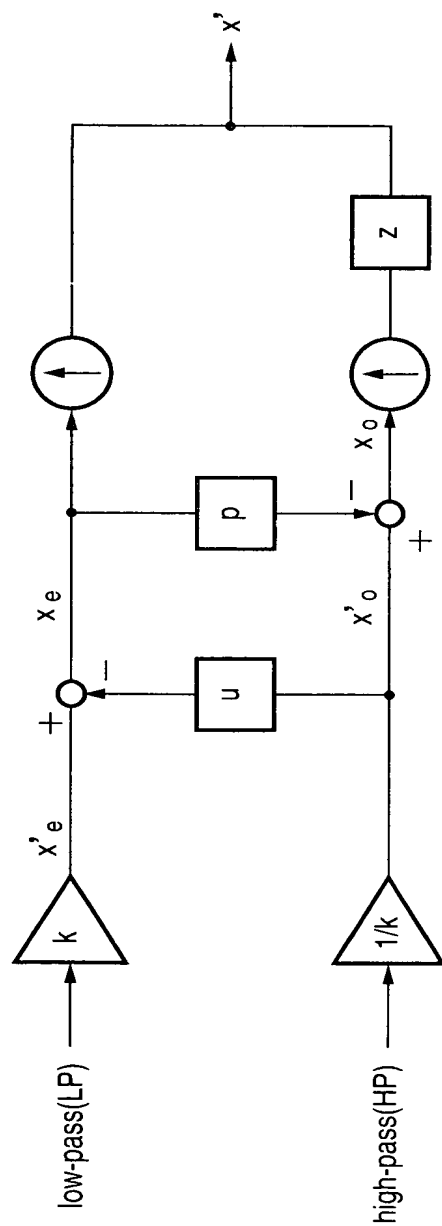 low-pass(LP)
k
x'e
+
−
xe
x'
u
p
high-pass(HP)
1/k
x'o
+
−
xo
z